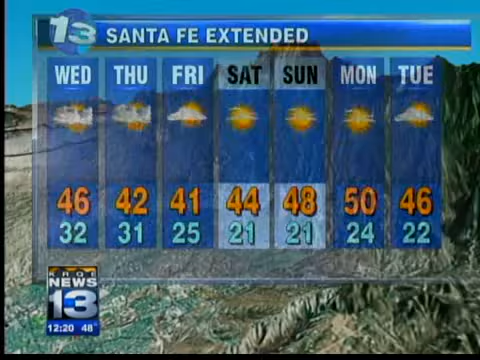 13 SANTA FE EXTENDED
WED THU FRI SAT SUN MON TUE
46 42 41 44 48 50 46
32 31 25 21 21 24 22
KRQE
NEWS
13
12:20 48°